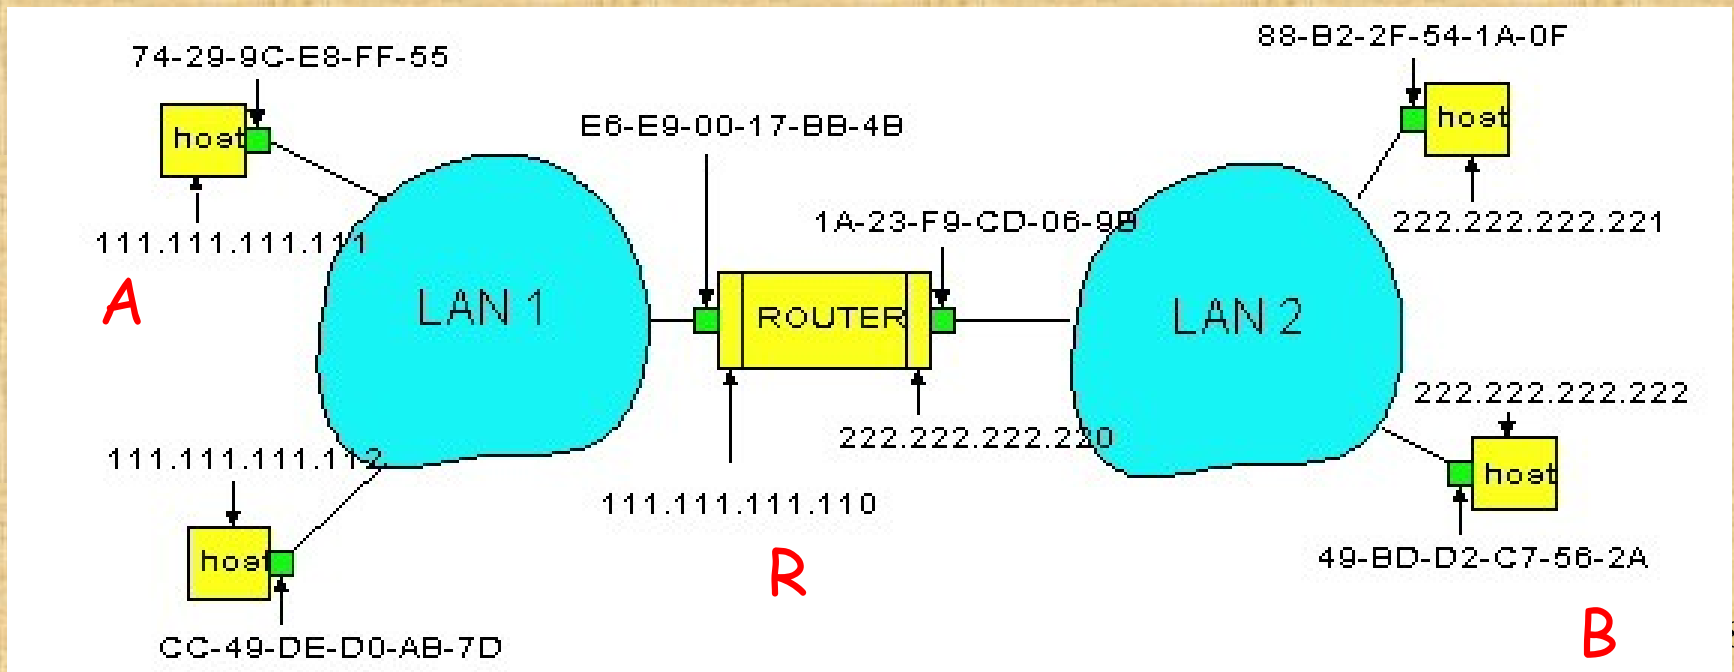 74-29-9C-E8-FF-55
88-B2-2F-54-1A-0F
host
host
E6-E9-00-17-BB-4B
1A-23-F9-CD-06-9B
111.111.111.111
222.222.222.221
A
LAN 1
ROUTER
LAN 2
222.222.222.222
111.111.111.112
222.222.222.220
111.111.111.110
host
host
R
49-BD-D2-C7-56-2A
CC-49-DE-D0-AB-7D
B